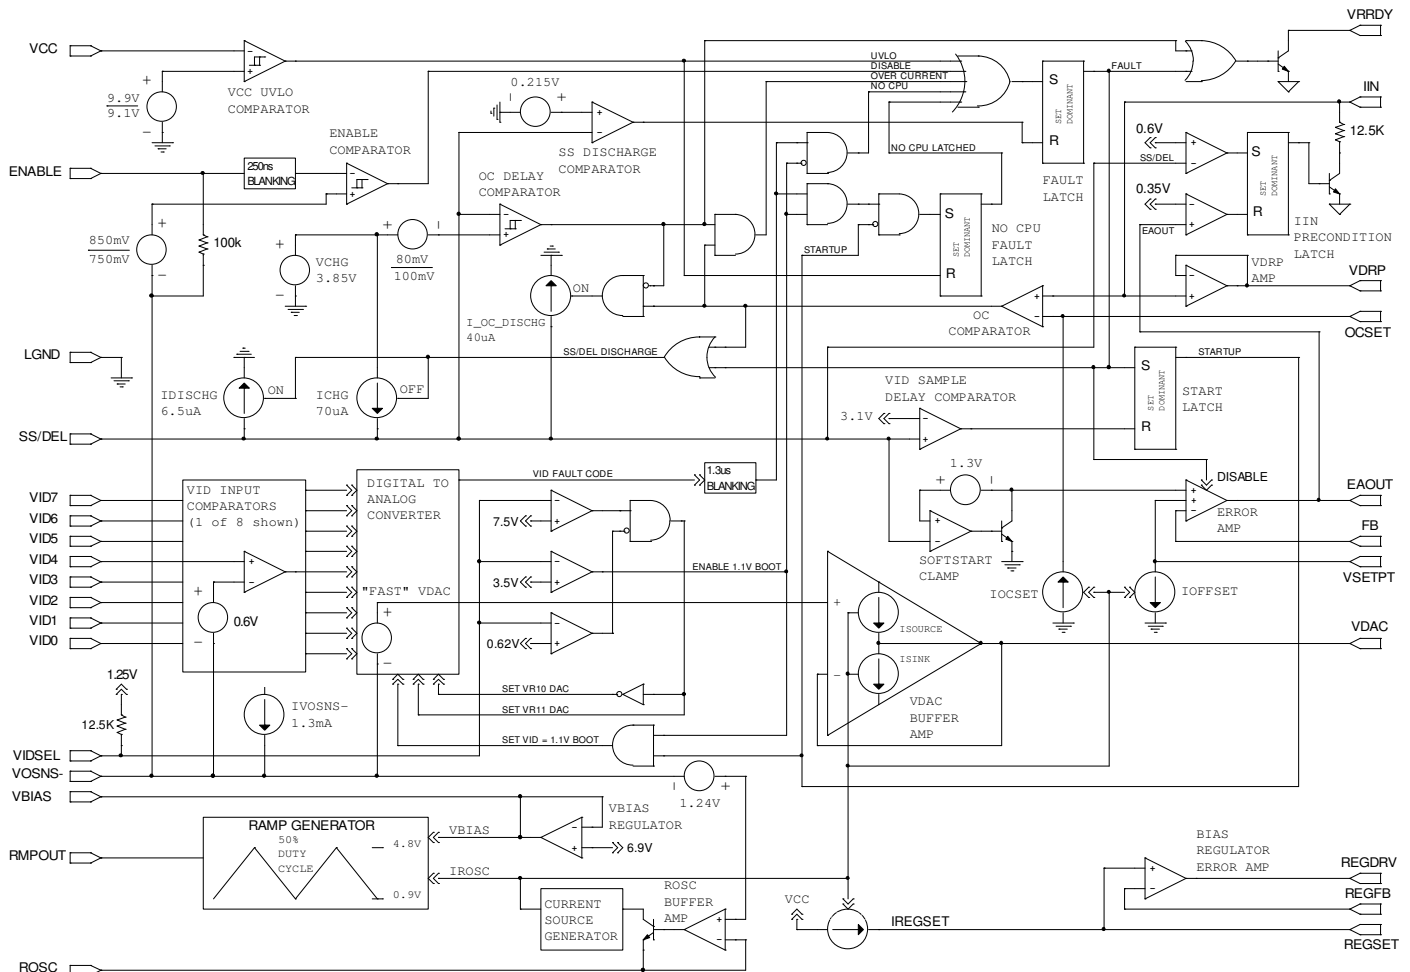 VRRDY
VCC
UVLO
DISABLE
OVER CURRENT
NO CPU
FAULT
9.9V
9.1V
VCC UVLO
COMPARATOR
0.215V
S
R
SET
DOMINANT
FAULT
LATCH
IIN
12.5K
0.6V
SS/DEL
0.35V
EAOUT
S
R
SET
DOMINANT
IIN
PRECONDITION
LATCH
ENABLE
250ns
BLANKING
ENABLE
COMPARATOR
SS DISCHARGE
COMPARATOR
NO CPU LATCHED
OC DELAY
COMPARATOR
850mV
750mV
100k
VCHG
3.85V
80mV
100mV
STARTUP
S
R
SET
DOMINANT
NO CPU
FAULT
LATCH
VDRP
AMP
VDRP
I_OC_DISCHG
40uA
ON
OC
COMPARATOR
OCSET
LGND
SS/DEL DISCHARGE
IDISCHG
6.5uA
ON
ICHG
70uA
OFF
VID SAMPLE
DELAY COMPARATOR
3.1V
S
R
SET
DOMINANT
STARTUP
START
LATCH
SS/DEL
VID FAULT CODE
1.3us
BLANKING
1.3V
DISABLE
ERROR
AMP
EAOUT
FB
VSETPT
VID7
VID6
VID5
VID4
VID3
VID2
VID1
VID0
VID INPUT
COMPARATORS
(1 of 8 shown)
0.6V
DIGITAL TO
ANALOG
CONVERTER
"FAST" VDAC
7.5V
3.5V
0.62V
ENABLE 1.1V BOOT
SOFTSTART
CLAMP
IOCSET
IOFFSET
ISOURCE
ISINK
VDAC
BUFFER
AMP
VDAC
1.25V
12.5K
IVOSNS-
1.3mA
SET VR10 DAC
SET VR11 DAC
SET VID = 1.1V BOOT
VIDSEL
VOSNS-
VBIAS
1.24V
RAMP GENERATOR
50%
DUTY
CYCLE
4.8V
0.9V
RMPOUT
VBIAS
VBIAS
REGULATOR
6.9V
IROSC
CURRENT
SOURCE
GENERATOR
ROSC
BUFFER
AMP
VCC
IREGSET
BIAS
REGULATOR
ERROR AMP
REGDRV
REGFB
REGSET
ROSC